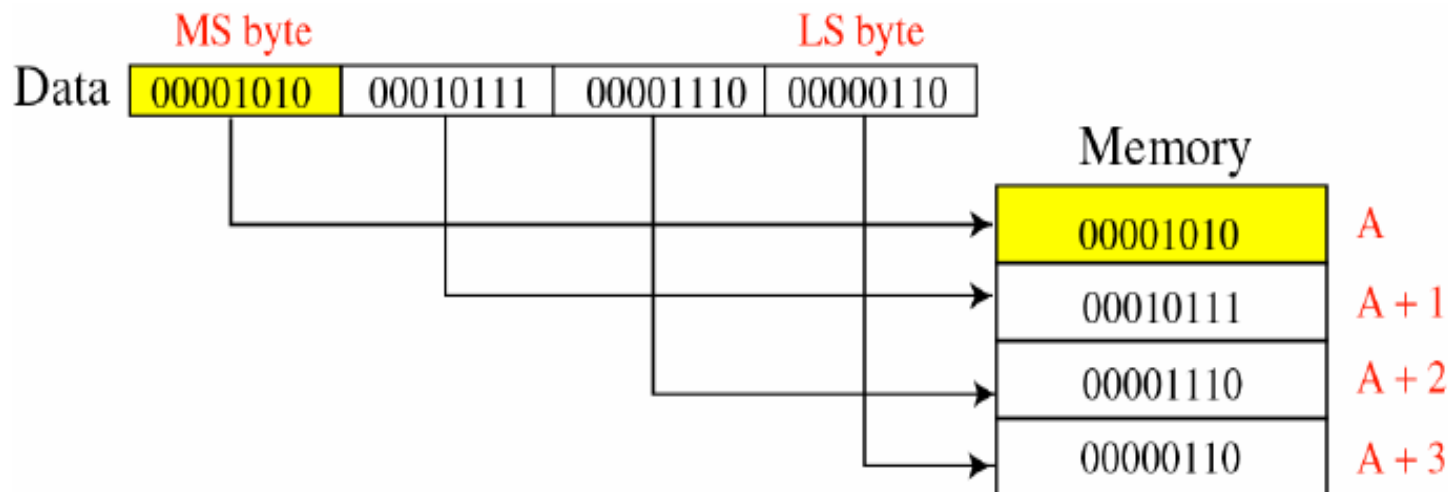 MS byte LS byte
Data 00001010 00010111 00001110 00000110
Memory
00001010 A
00010111 A + 1
00001110 A + 2
00000110 A + 3